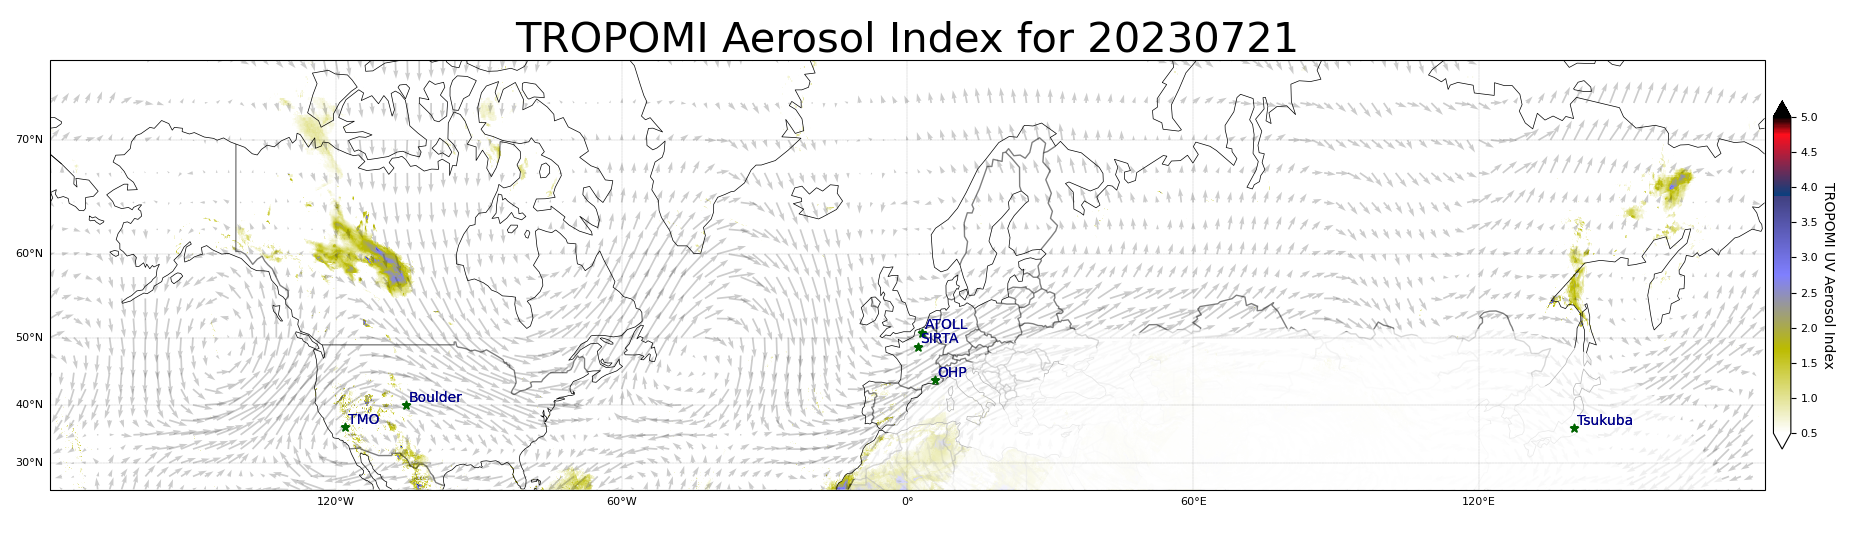 TROPOMI Aerosol Index for 20230721
70°N
60°N
50°N
40°N
30°N
120°W
60°W
0°
60°E
120°E
ATOLL
SIRTA
OHP
Boulder
TMO
Tsukuba
5.0
4.5
4.0
3.5
3.0
2.5
2.0
1.5
1.0
0.5
TROPOMI UV Aerosol Index